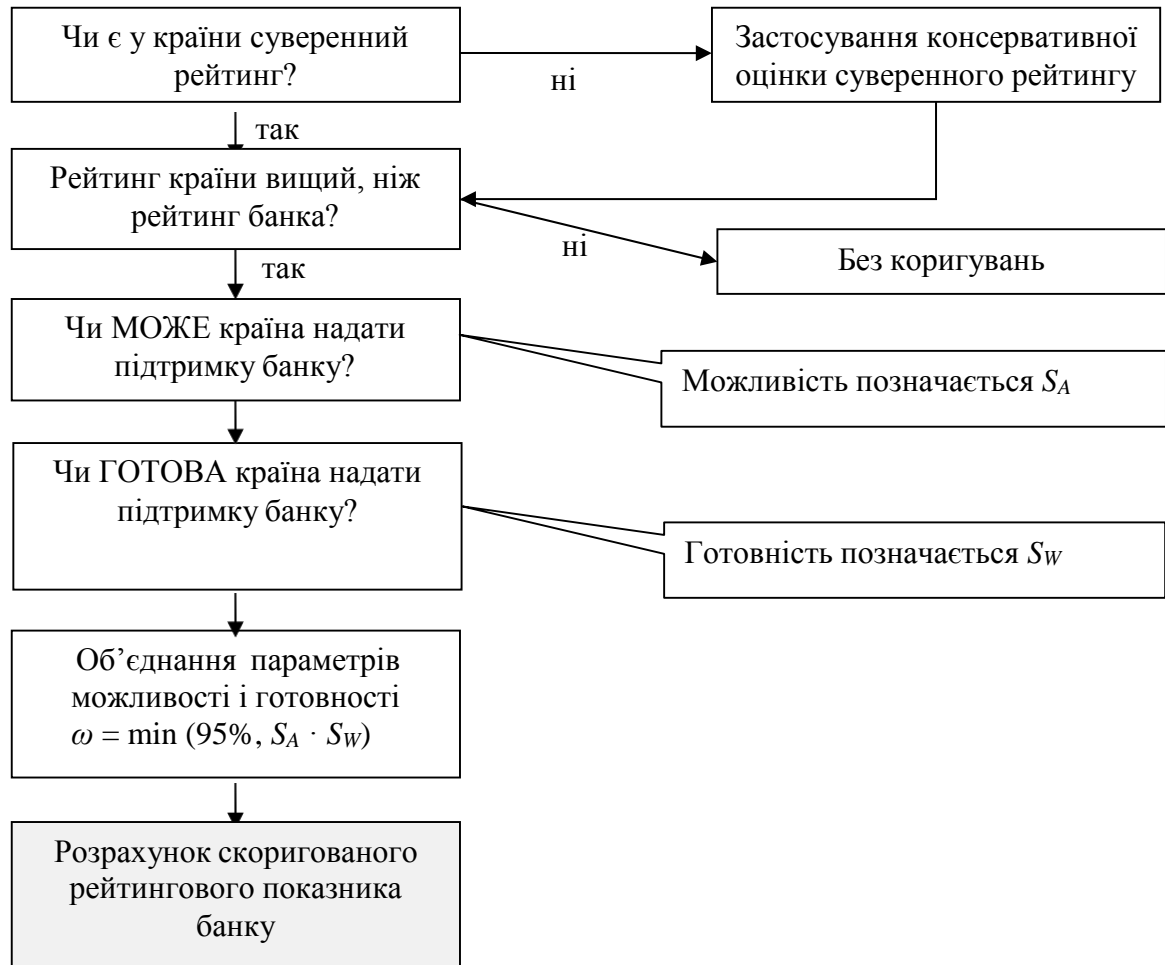 Чи є у країни суверенний
рейтинг?
ні
Застосування консервативної
оцінки суверенного рейтингу
так
Рейтинг країни вищий, ніж
рейтинг банка?
ні
Без коригувань
так
Чи МОЖЕ країна надати
підтримку банку?
Можливість позначається S_A
Чи ГОТОВА країна надати
підтримку банку?
Готовність позначається S_W
Об’єднання параметрів
можливості і готовності
ω = min (95%, S_A · S_W)
Розрахунок скоригованого
рейтингового показника
банку